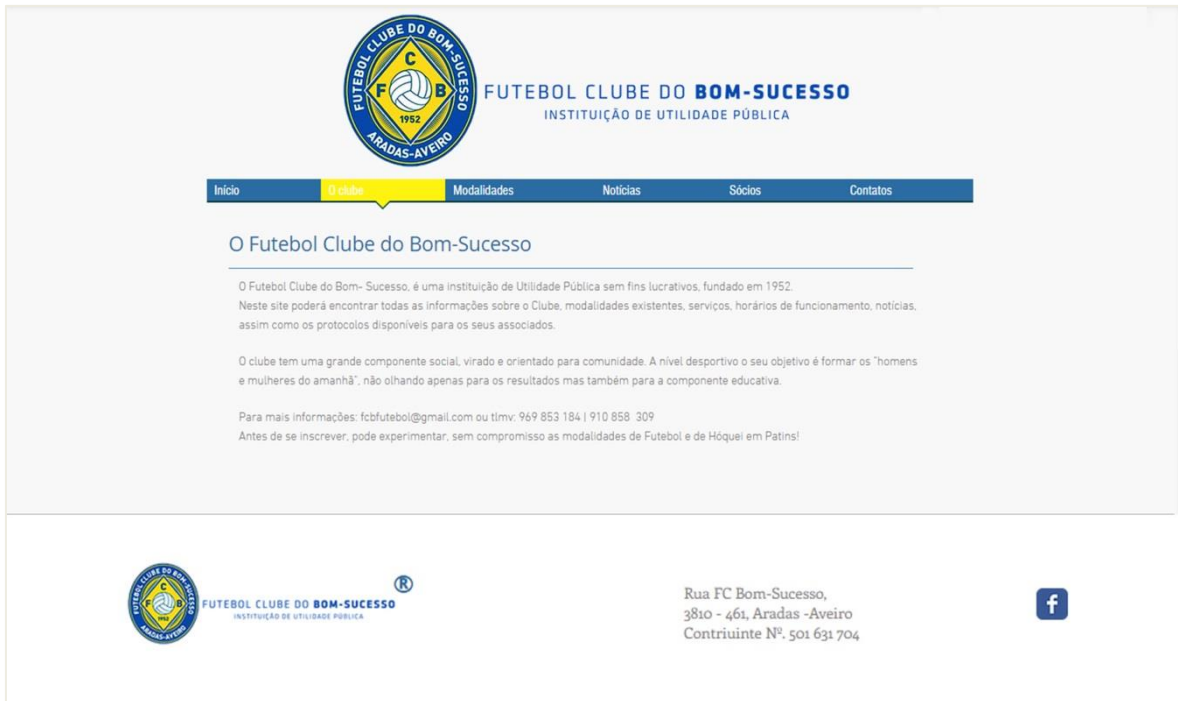 FUTEBOL CLUBE DO BOM-SUCESSO
C
F B
1952
ARADAS-AVEIRO
FUTEBOL CLUBE DO BOM-SUCESSO
INSTITUIÇÃO DE UTILIDADE PÚBLICA
Início O clube Modalidades Notícias Sócios Contatos
O Futebol Clube do Bom-Sucesso
O Futebol Clube do Bom- Sucesso, é uma instituição de Utilidade Pública sem fins lucrativos, fundado em 1952.
Neste site poderá encontrar todas as informações sobre o Clube, modalidades existentes, serviços, horários de funcionamento, notícias,
assim como os protocolos disponíveis para os seus associados.
O clube tem uma grande componente social, virado e orientado para comunidade. A nível desportivo o seu objetivo é formar os "homens
e mulheres do amanhã", não olhando apenas para os resultados mas também para a componente educativa.
Para mais informações: fcbfutebol@gmail.com ou tlmv: 969 853 184 | 910 858 309
Antes de se inscrever, pode experimentar, sem compromisso as modalidades de Futebol e de Hóquei em Patins!
FUTEBOL CLUBE DO BOM-SUCESSO
C
F B
1952
ARADAS-AVEIRO
®
FUTEBOL CLUBE DO BOM-SUCESSO
INSTITUIÇÃO DE UTILIDADE PÚBLICA
Rua FC Bom-Sucesso,
3810 - 461, Aradas -Aveiro
Contriuinte Nº. 501 631 704
f